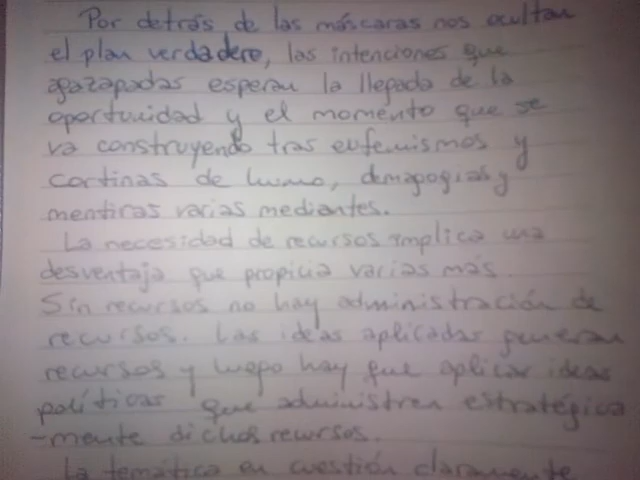 Por detrás de las máscaras nos ocultan
el plan verdadero, las intenciones que
agazapadas esperan la llegada de la
oportunidad y el momento que se
va construyendo tras eufemismos y
cortinas de humo, demagogias y
mentiras varias mediantes.
La necesidad de recursos implica una
desventaja que propicia varias más
Sin recursos no hay administración de
recursos. Las ideas aplicadas generan
recursos y luego hay que aplicar ideas
políticas que administren estratégica
-mente dichos recursos.
La temática en cuestión claramente